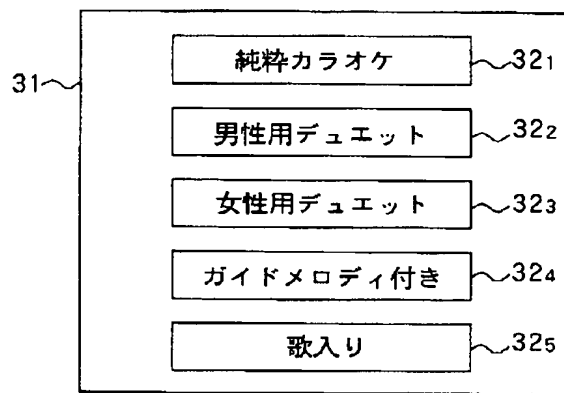 純粋カラオケ 32₁
31
男性用デュエット 32₂
女性用デュエット 32₃
ガイドメロディ付き 32₄
歌入り 32₅